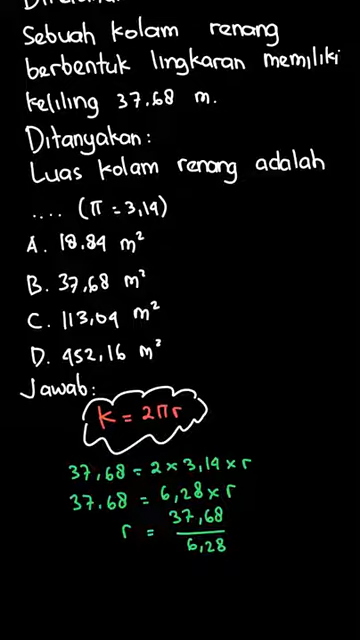 Sebuah kolam renang
berbentuk lingkaran memiliki
keliling 37,68 m.
Ditanyakan:
Luas kolam renang adalah
.... (π = 3,14)
A. 18,84 m²
B. 37,68 m²
C. 113,04 m²
D. 452,16 m²
Jawab:
K = 2πr
37,68 = 2 × 3,14 × r
37.68 = 6,28 × r
r = 37,68 / 6,28